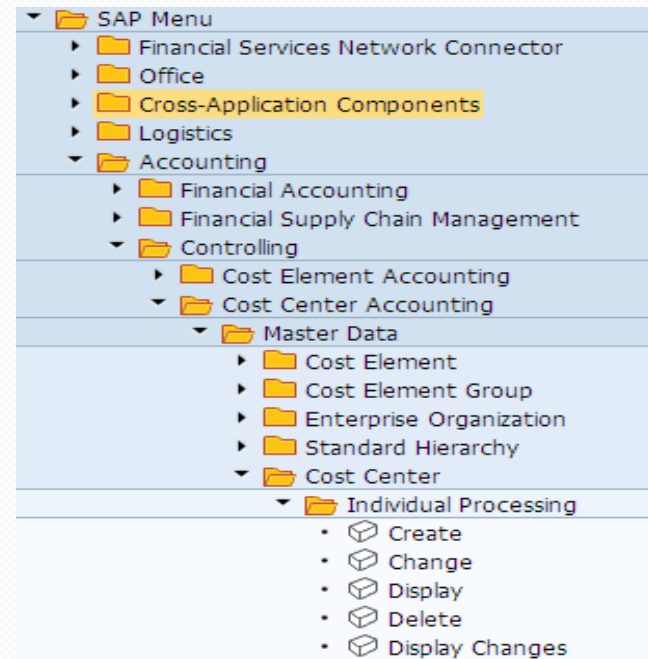 SAP Menu
Financial Services Network Connector
Office
Cross-Application Components
Logistics
Accounting
Financial Accounting
Financial Supply Chain Management
Controlling
Cost Element Accounting
Cost Center Accounting
Master Data
Cost Element
Cost Element Group
Enterprise Organization
Standard Hierarchy
Cost Center
Individual Processing
Create
Change
Display
Delete
Display Changes